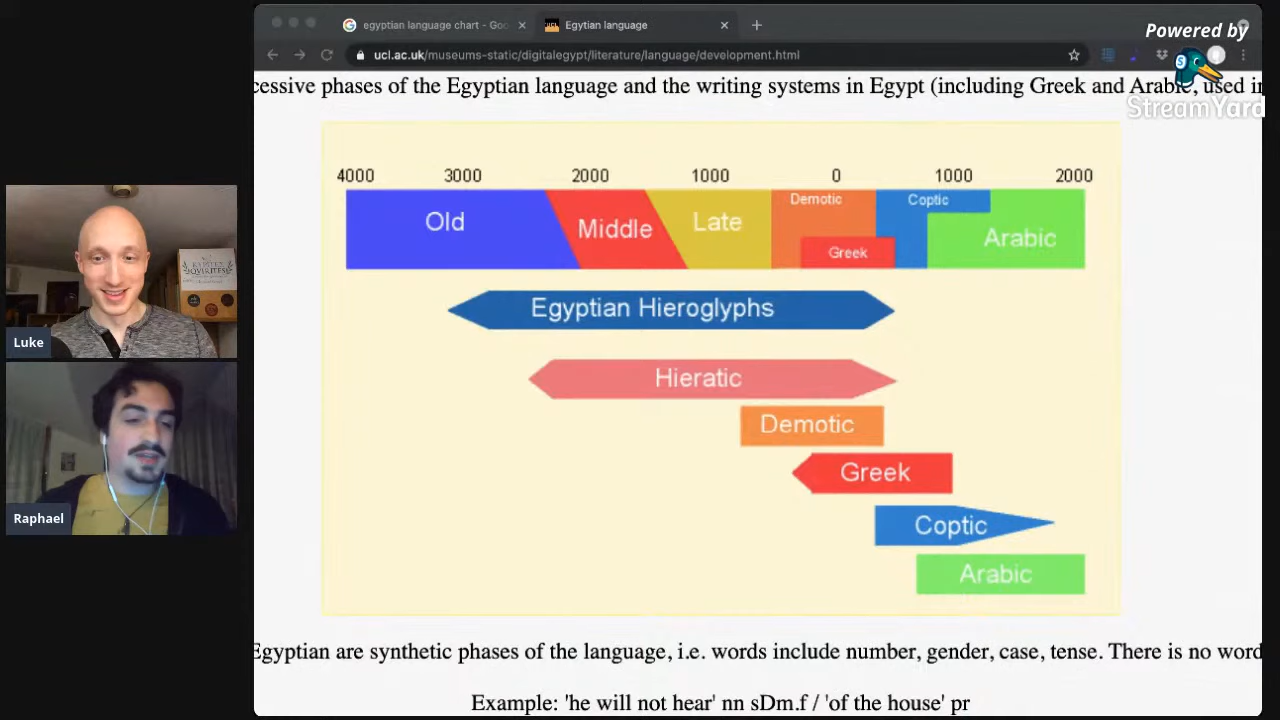 egyptian language chart - Goo
Egytian language
Powered by
ucl.ac.uk/museums-static/digitalegypt/literature/language/development.html
StreamYard
cessive phases of the Egyptian language and the writing systems in Egypt (including Greek and Arabic, used in
4000 3000 2000 1000 0 1000 2000
Old Middle Late Demotic Greek Coptic Arabic
Egyptian Hieroglyphs
Hieratic
Demotic
Greek
Coptic
Arabic
Luke
Raphael
Egyptian are synthetic phases of the language, i.e. words include number, gender, case, tense. There is no word
Example: 'he will not hear' nn sDm.f / 'of the house' pr